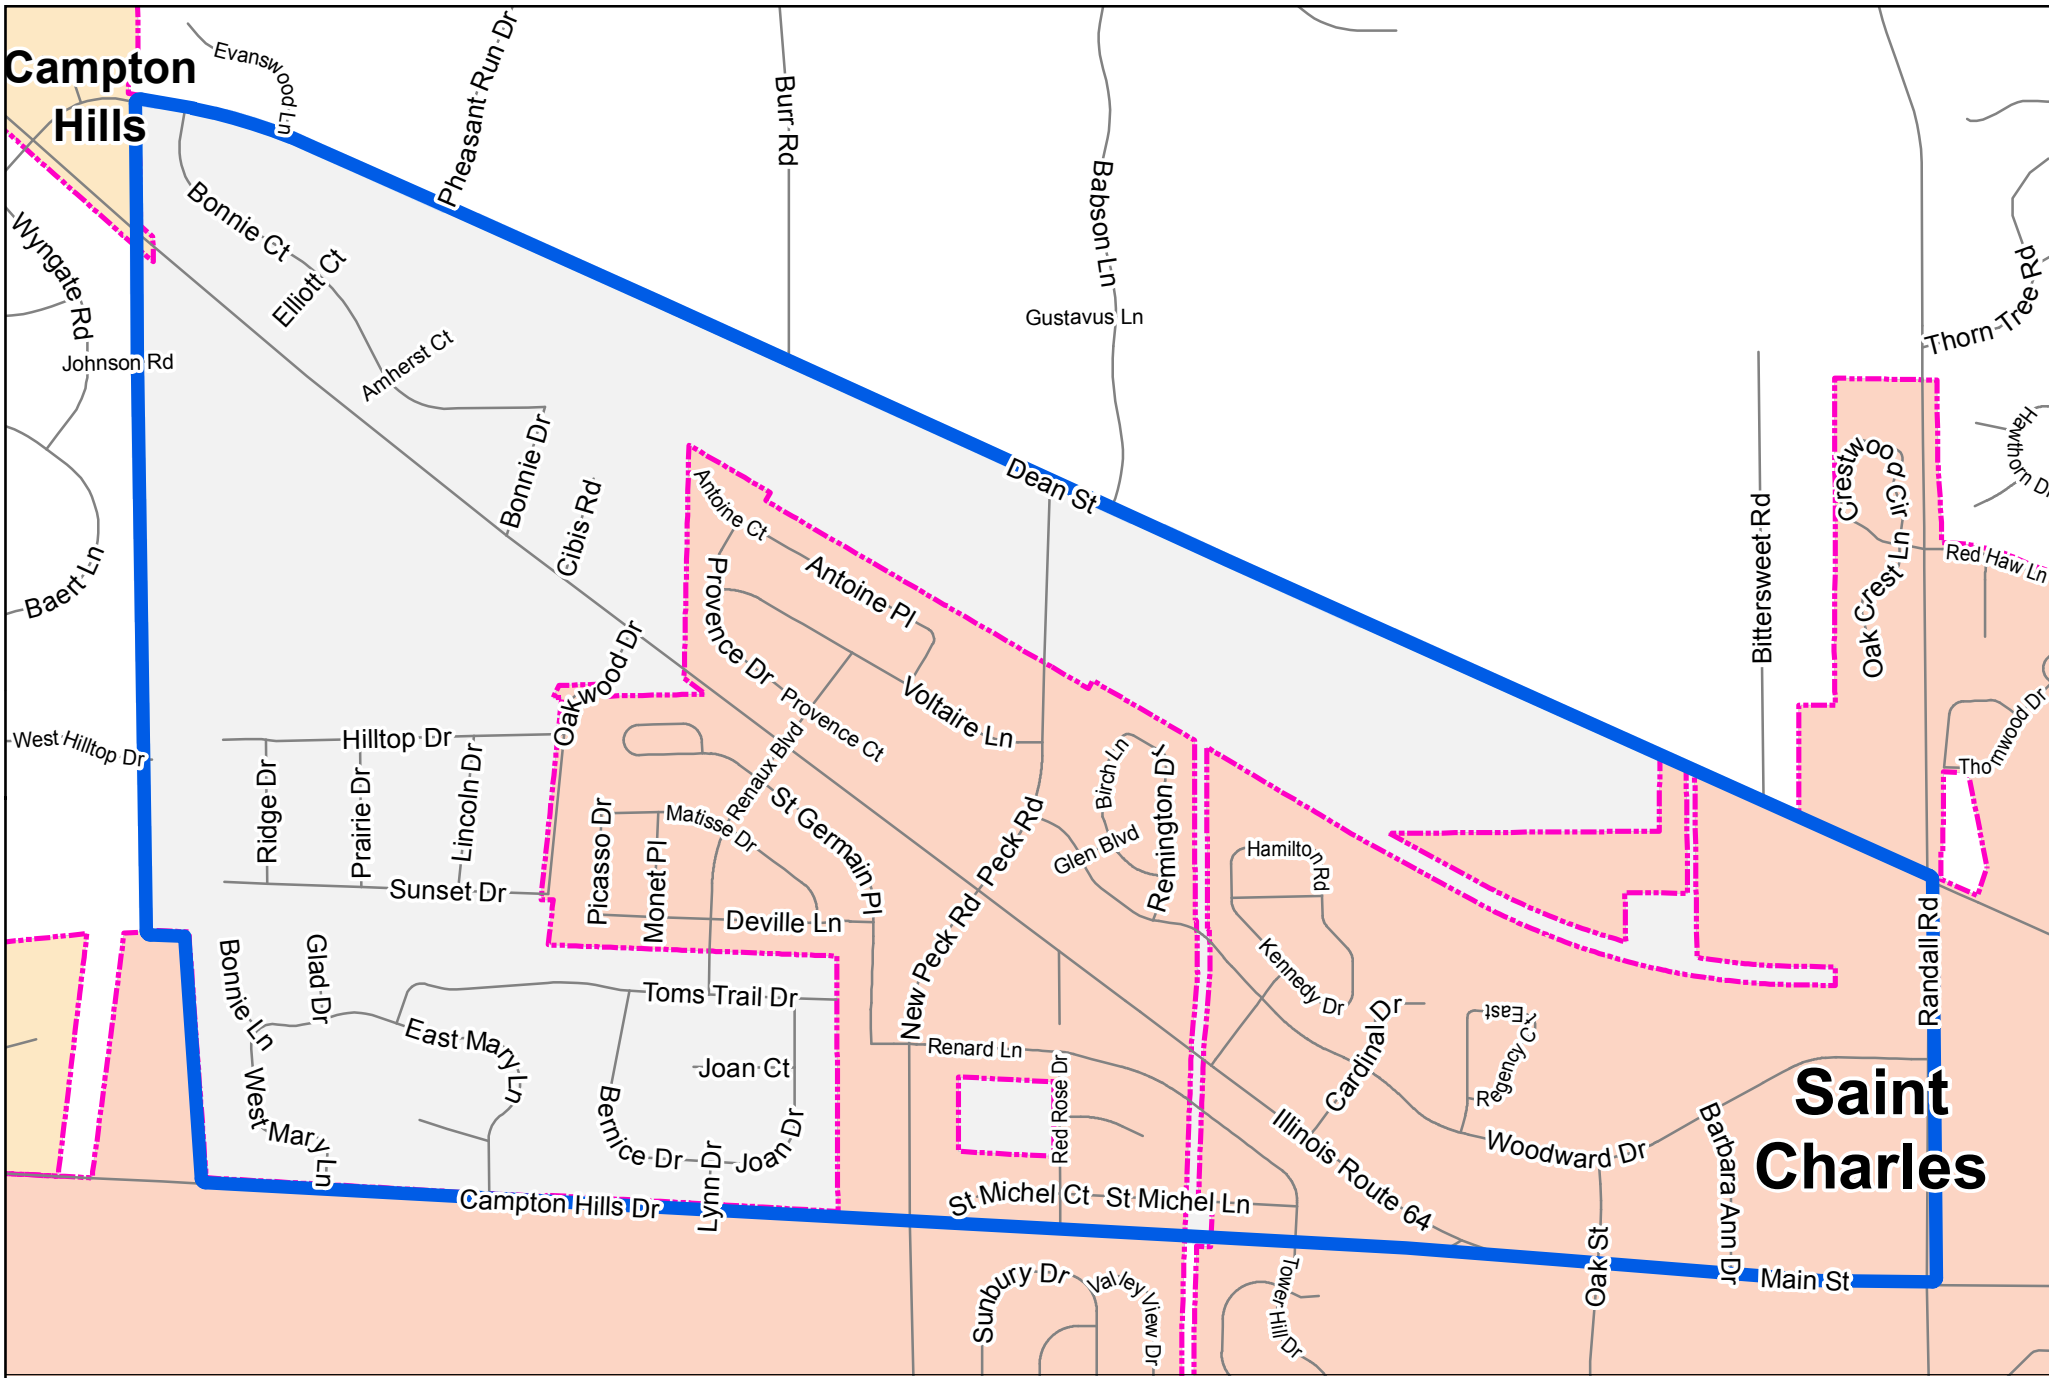 Campton
Hills
Evanswood Ln
Pheasant Run Dr
Burr Rd
Babson Ln
Gustavus Ln
Thorn Tree Rd
Wyngate Rd
Johnson Rd
Bonnie Ct
Elliott Ct
Amherst Ct
Bonnie Dr
Cibis Rd
Dean St
Bittersweet Rd
Crestwood Cir
Oak Crest Ln
Hawthorn Dr
Red Haw Ln
Thornwood Dr
Baert Ln
West Hilltop Dr
Antoine Ct
Antoine Pl
Provence Dr
Provence Ct
Voltaire Ln
Oakwood Dr
Hilltop Dr
Ridge Dr
Prairie Dr
Lincoln Dr
Sunset Dr
Picasso Dr
Monet Pl
Matisse Dr
Renaux Blvd
St Germain Pl
Deville Ln
New Peck Rd
Peck Rd
Birch Ln
Glen Blvd
Remington Dr
Hamilton Rd
Kennedy Dr
Cardinal Dr
Regency Ct East
Randall Rd
Bonnie Ln
Glad Dr
East Mary Ln
West Mary Ln
Toms Trail Dr
Joan Ct
Bernice Dr
Lynn Dr
Joan Dr
Renard Ln
Red Rose Dr
St Michel Ct
St Michel Ln
Illinois Route 64
Woodward Dr
Barbara Ann Dr
Saint
Charles
Campton Hills Dr
Oak St
Main St
Sunbury Dr
Valley View Dr
Tower Hill Dr